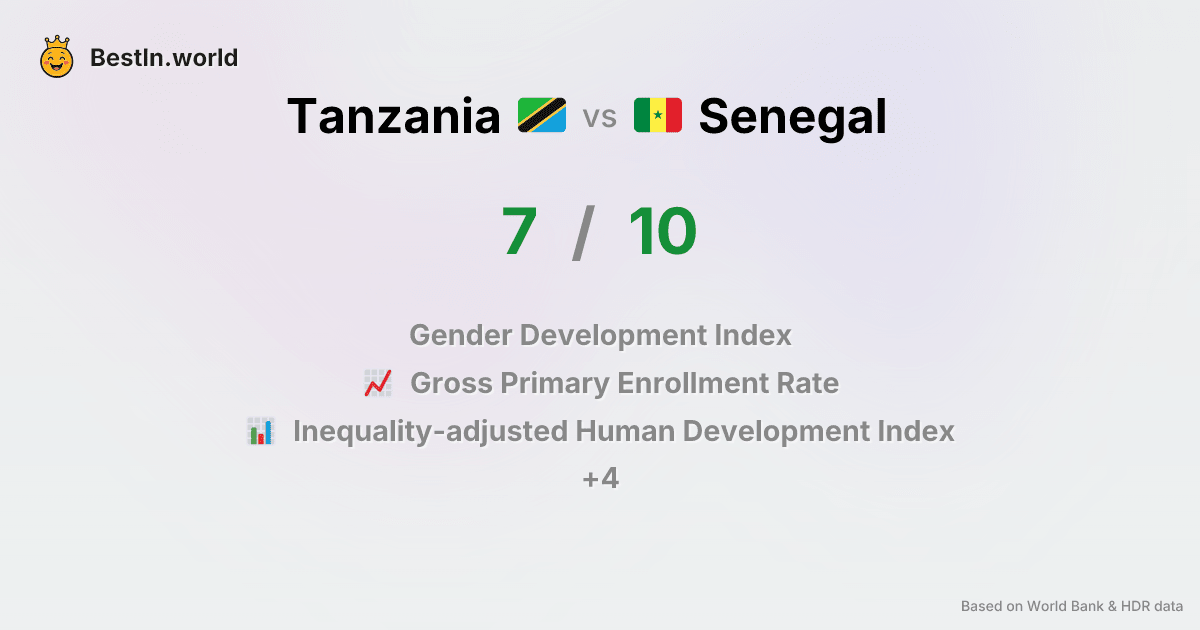 BestIn.world
Tanzania vs Senegal
7 / 10
Gender Development Index
Gross Primary Enrollment Rate
Inequality-adjusted Human Development Index
+4
Based on World Bank & HDR data